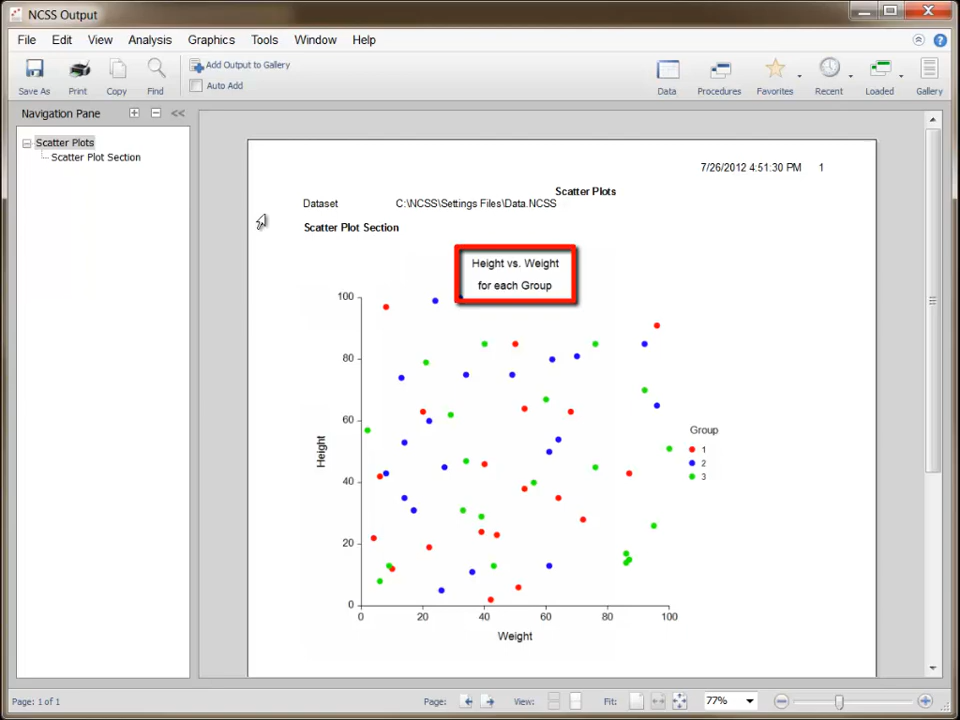 NCSS Output
File Edit View Analysis Graphics Tools Window Help
Save As Print Copy Find Add Output to Gallery Auto Add Data Procedures Favorites Recent Loaded Gallery
Navigation Pane
Scatter Plots
Scatter Plot Section
7/26/2012 4:51:30 PM 1
Scatter Plots
Dataset C:\NCSS\Settings Files\Data.NCSS
Scatter Plot Section
Height vs. Weight
for each Group
100
80
60
40
20
0
Height
0 20 40 60 80 100
Weight
Group
1
2
3
Page: 1 of 1 Page: View: Fit: 77%